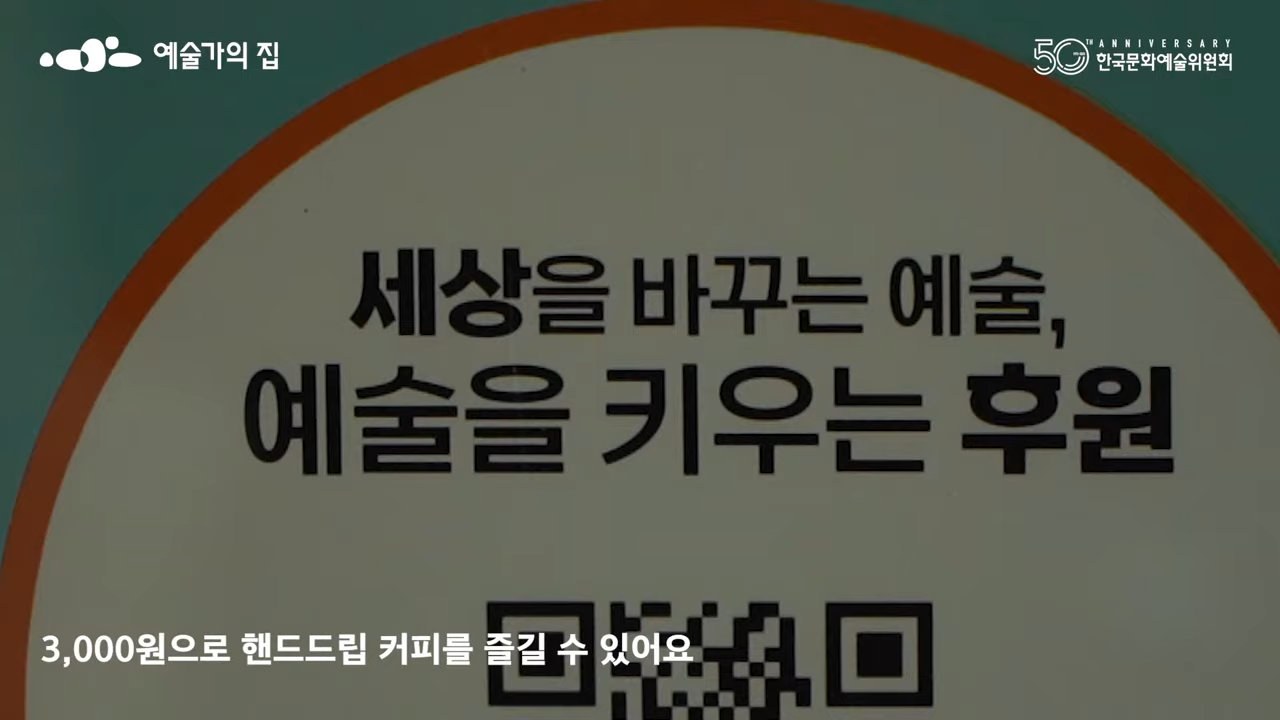 예술가의 집
50TH ANNIVERSARY
한국문화예술위원회
세상을 바꾸는 예술,
예술을 키우는 후원
3,000원으로 핸드드립 커피를 즐길 수 있어요